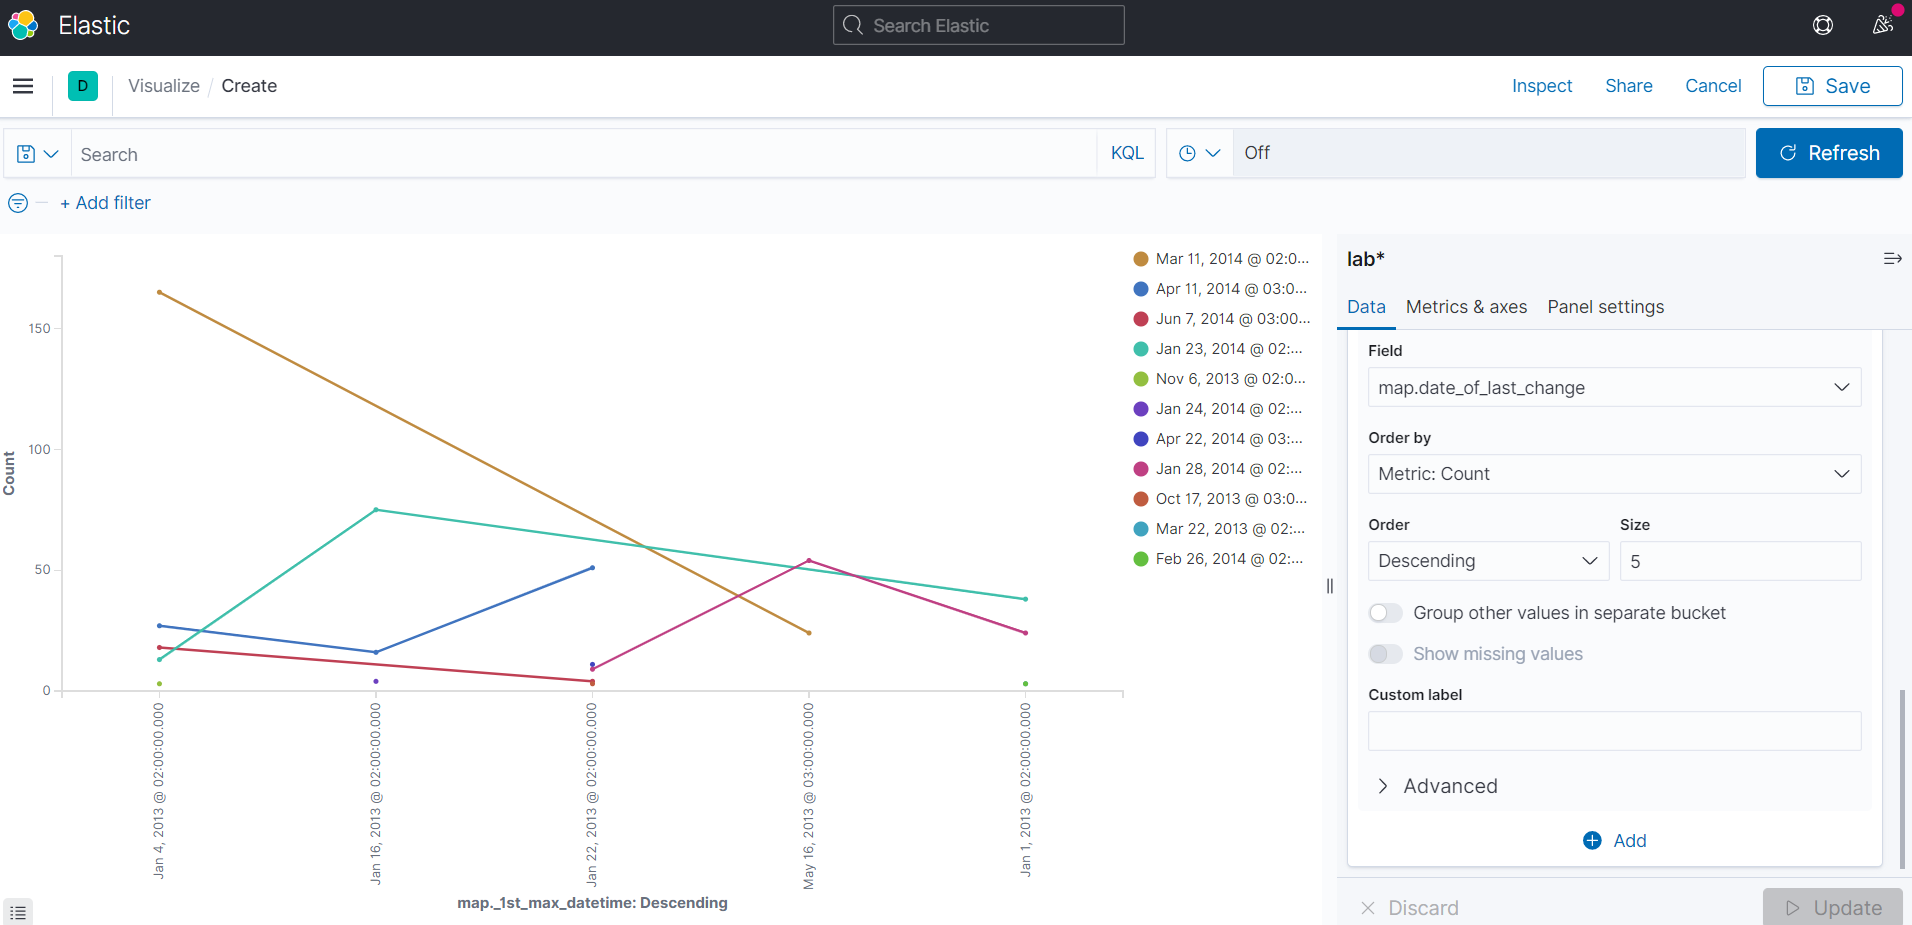 Elastic
Search Elastic
D
Visualize / Create
Inspect
Share
Cancel
Save
Search
KQL
Off
Refresh
+ Add filter
Count
150
100
50
0
Jan 4, 2013 @ 02:00:00.000
Jan 16, 2013 @ 02:00:00.000
Jan 22, 2013 @ 02:00:00.000
May 16, 2013 @ 03:00:00.000
Jan 1, 2013 @ 02:00:00.000
map._1st_max_datetime: Descending
Mar 11, 2014 @ 02:0...
Apr 11, 2014 @ 03:0...
Jun 7, 2014 @ 03:00...
Jan 23, 2014 @ 02:...
Nov 6, 2013 @ 02:0...
Jan 24, 2014 @ 02:...
Apr 22, 2014 @ 03:...
Jan 28, 2014 @ 02:...
Oct 17, 2013 @ 03:0...
Mar 22, 2013 @ 02:...
Feb 26, 2014 @ 02:...
lab*
Data
Metrics & axes
Panel settings
Field
map.date_of_last_change
Order by
Metric: Count
Order
Size
Descending
5
Group other values in separate bucket
Show missing values
Custom label
Advanced
Add
Discard
Update